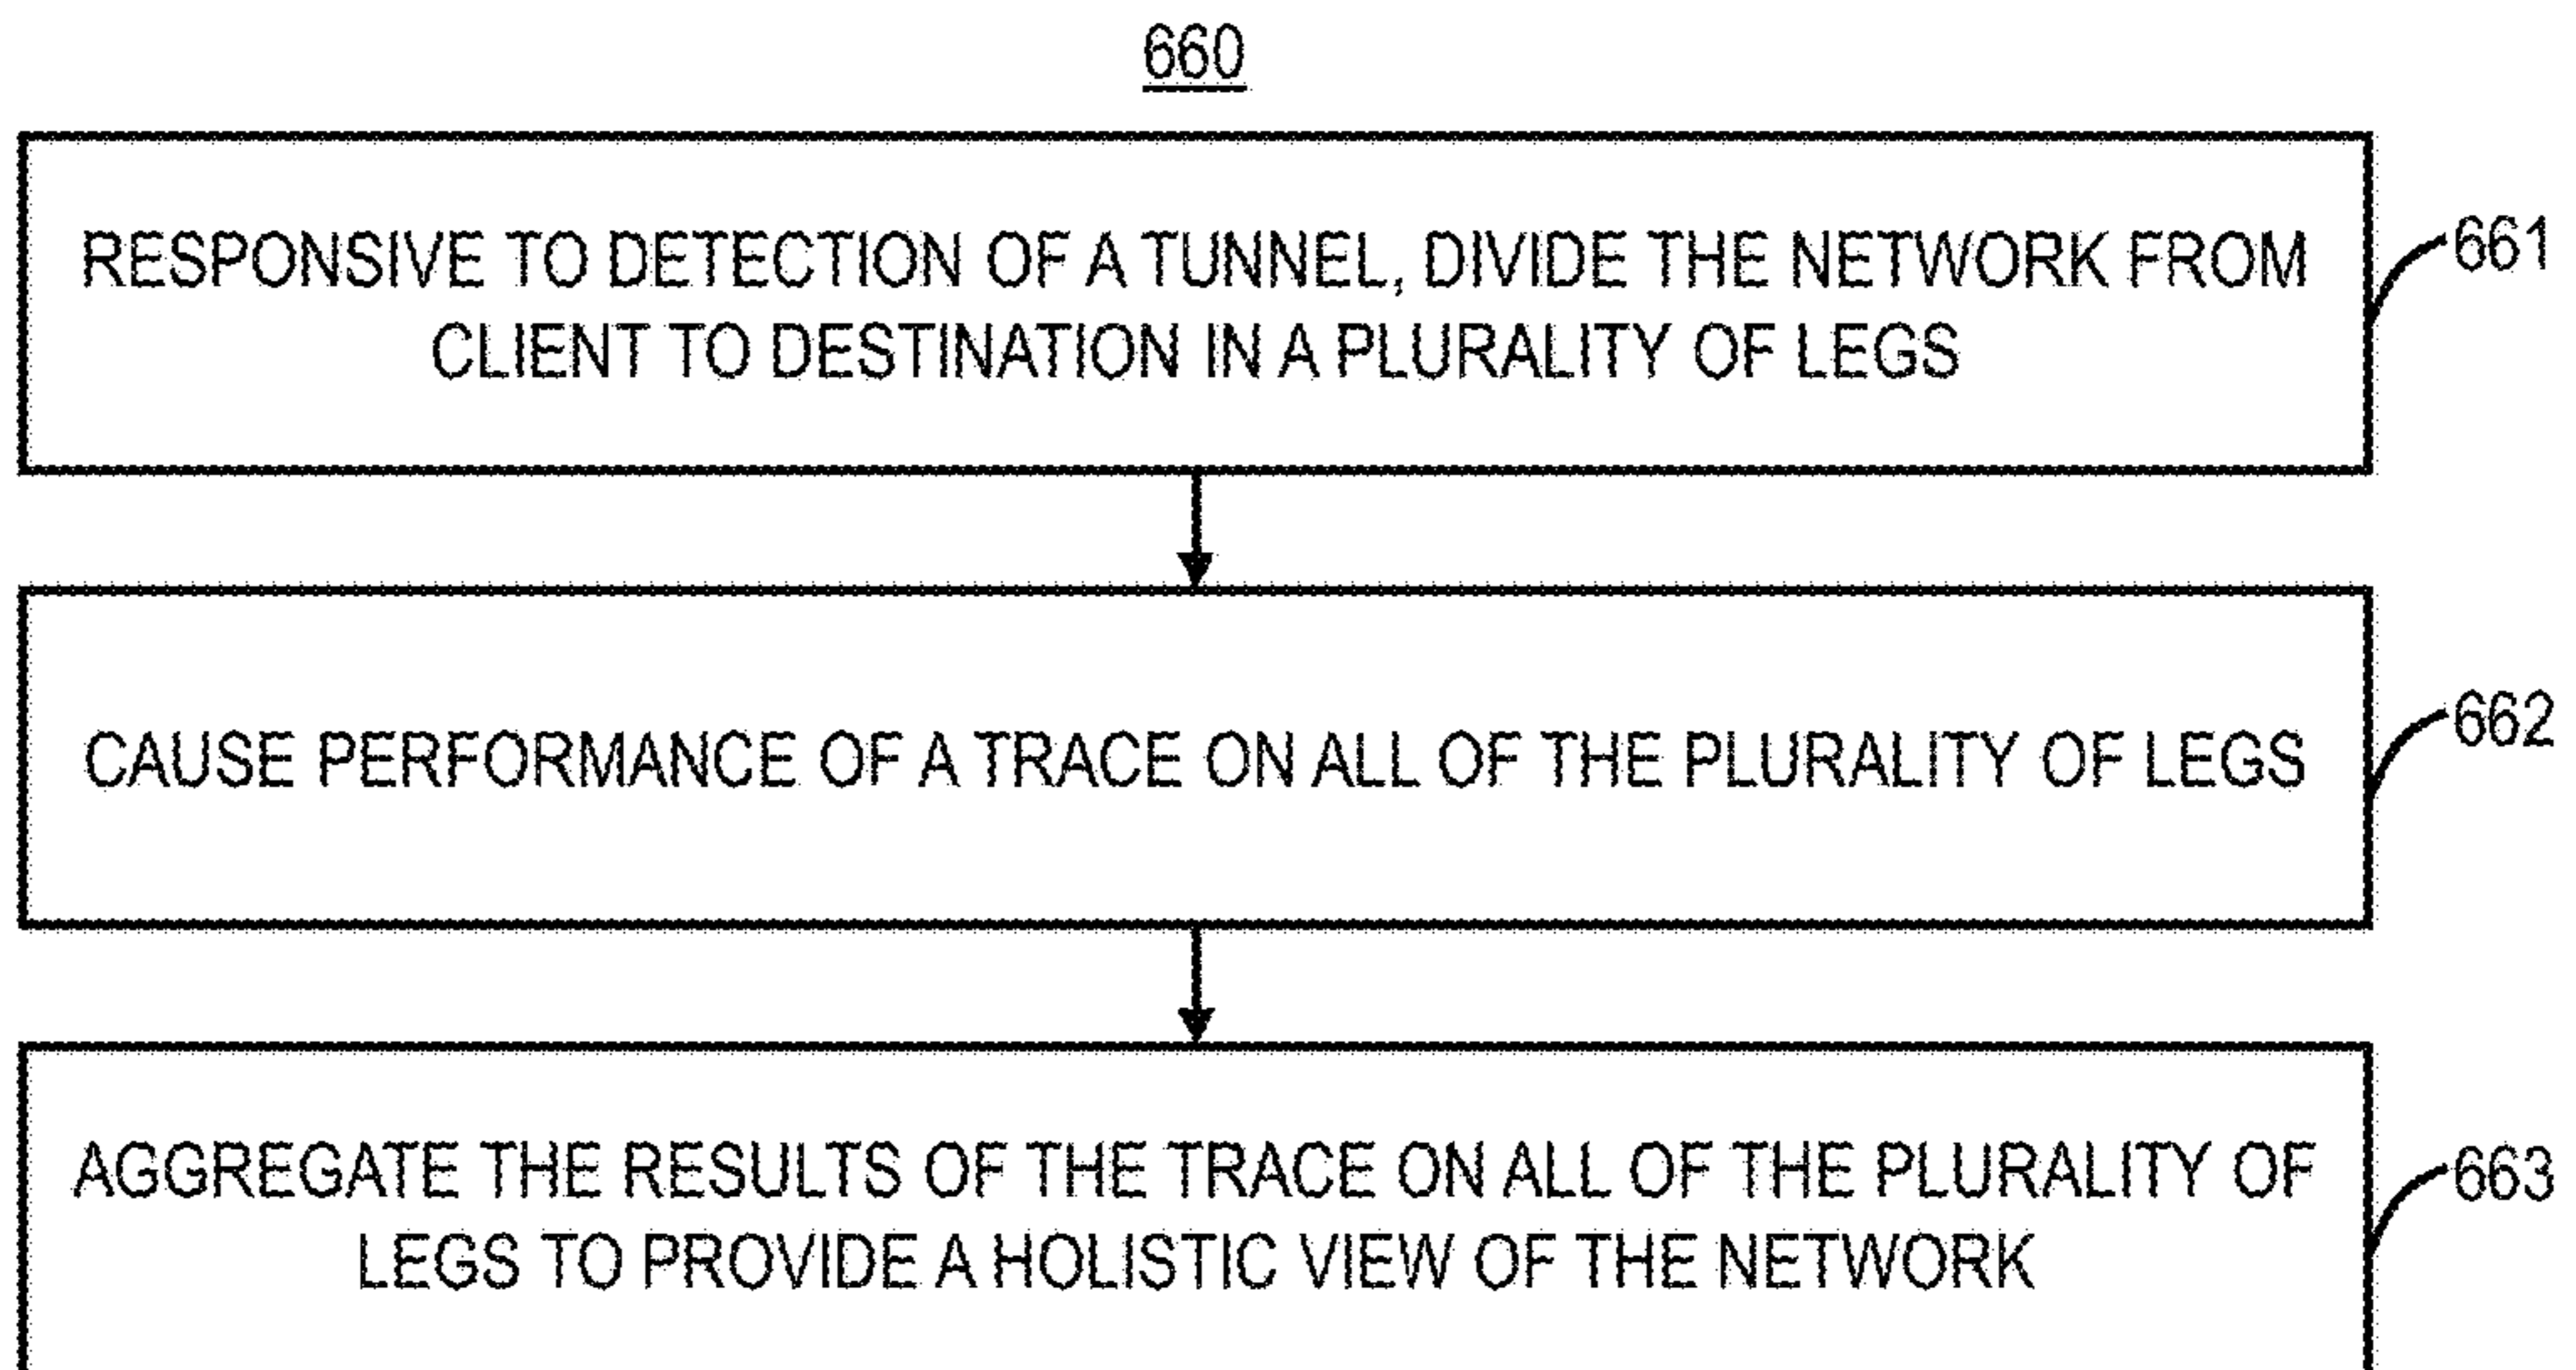 660
RESPONSIVE TO DETECTION OF A TUNNEL, DIVIDE THE NETWORK FROM
CLIENT TO DESTINATION IN A PLURALITY OF LEGS
661
CAUSE PERFORMANCE OF A TRACE ON ALL OF THE PLURALITY OF LEGS
662
AGGREGATE THE RESULTS OF THE TRACE ON ALL OF THE PLURALITY OF
LEGS TO PROVIDE A HOLISTIC VIEW OF THE NETWORK
663